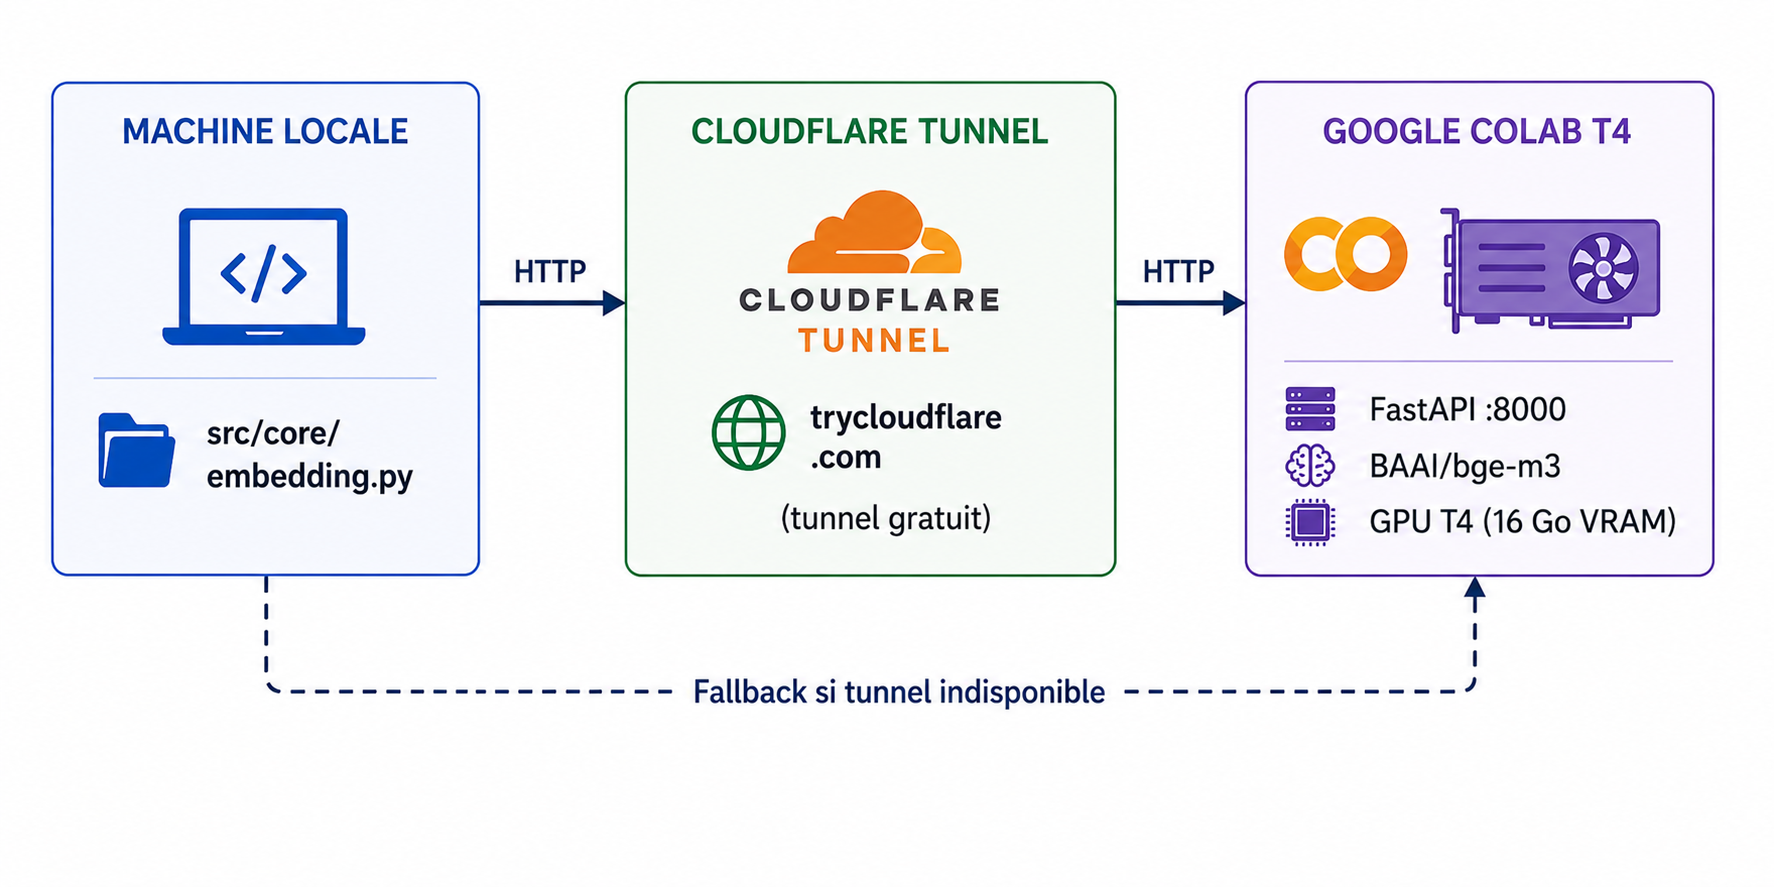 MACHINE LOCALE
</>
src/core/
embedding.py
HTTP
CLOUDFLARE TUNNEL
CLOUDFLARE
TUNNEL
trycloudflare
.com
(tunnel gratuit)
HTTP
GOOGLE COLAB T4
CO
FastAPI :8000
BAAI/bge-m3
GPU T4 (16 Go VRAM)
Fallback si tunnel indisponible